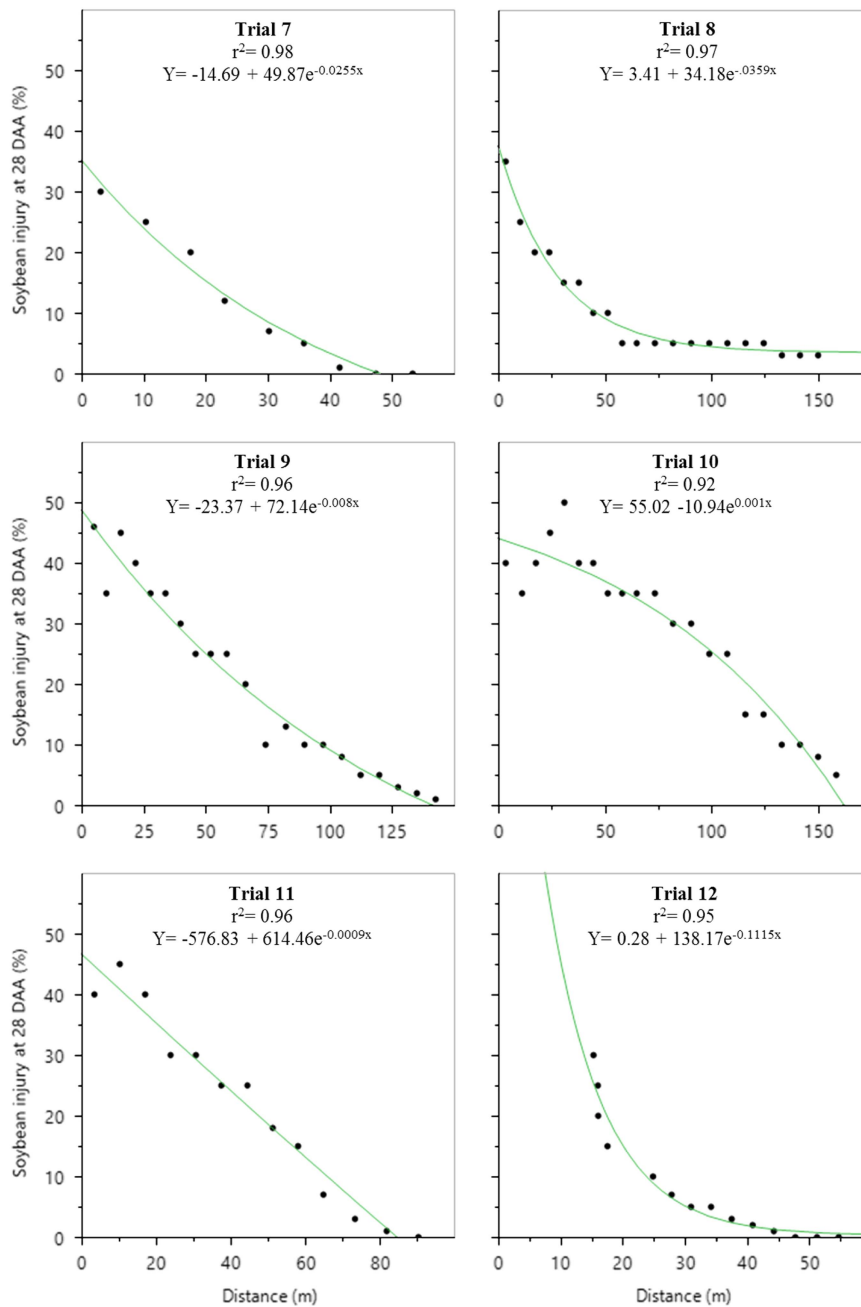 Trial 7
r²= 0.98
Y= -14.69 + 49.87e^-0.0255x
Soybean injury at 28 DAA (%)
50
40
30
20
10
0
0 10 20 30 40 50
Trial 8
r²= 0.97
Y= 3.41 + 34.18e^-.0359x
0 50 100 150
Trial 9
r²= 0.96
Y= -23.37 + 72.14e^-0.008x
Soybean injury at 28 DAA (%)
50
40
30
20
10
0
0 25 50 75 100 125
Trial 10
r²= 0.92
Y= 55.02 -10.94e^0.001x
0 50 100 150
Trial 11
r²= 0.96
Y= -576.83 + 614.46e^-0.0009x
Soybean injury at 28 DAA (%)
50
40
30
20
10
0
0 20 40 60 80
Distance (m)
Trial 12
r²= 0.95
Y= 0.28 + 138.17e^-0.1115x
0 10 20 30 40 50
Distance (m)